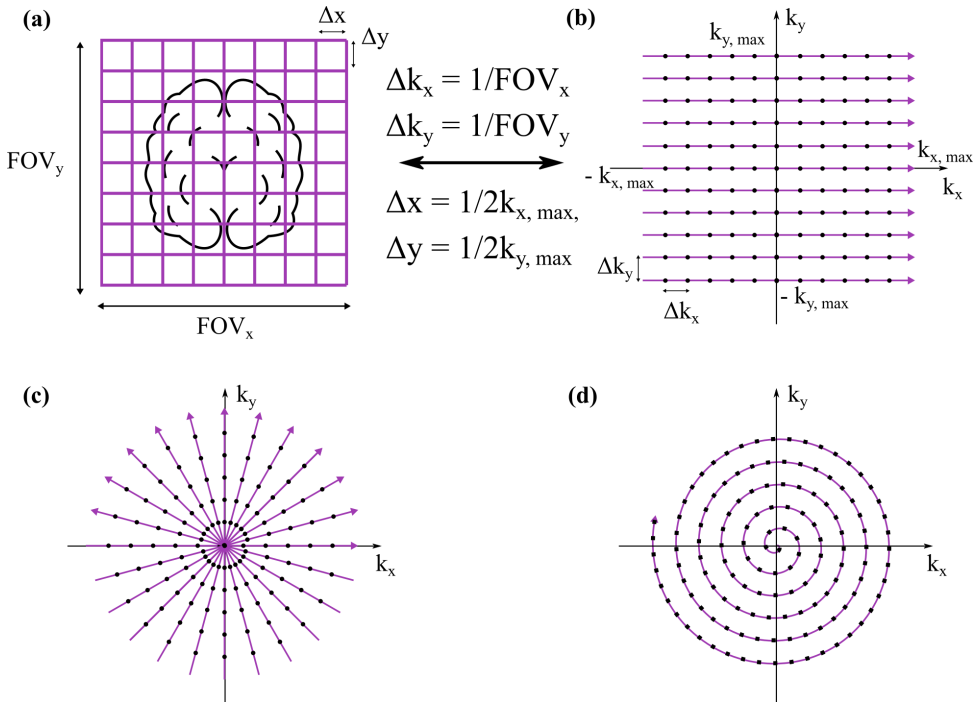 (a)
Δx
Δy
FOVy
FOVx
Δkx = 1/FOVx
Δky = 1/FOVy
Δx = 1/2kx, max,
Δy = 1/2ky, max
(b)
ky
ky, max
kx, max
- kx, max
kx
Δky
- ky, max
Δkx
(c)
ky
kx
(d)
ky
kx